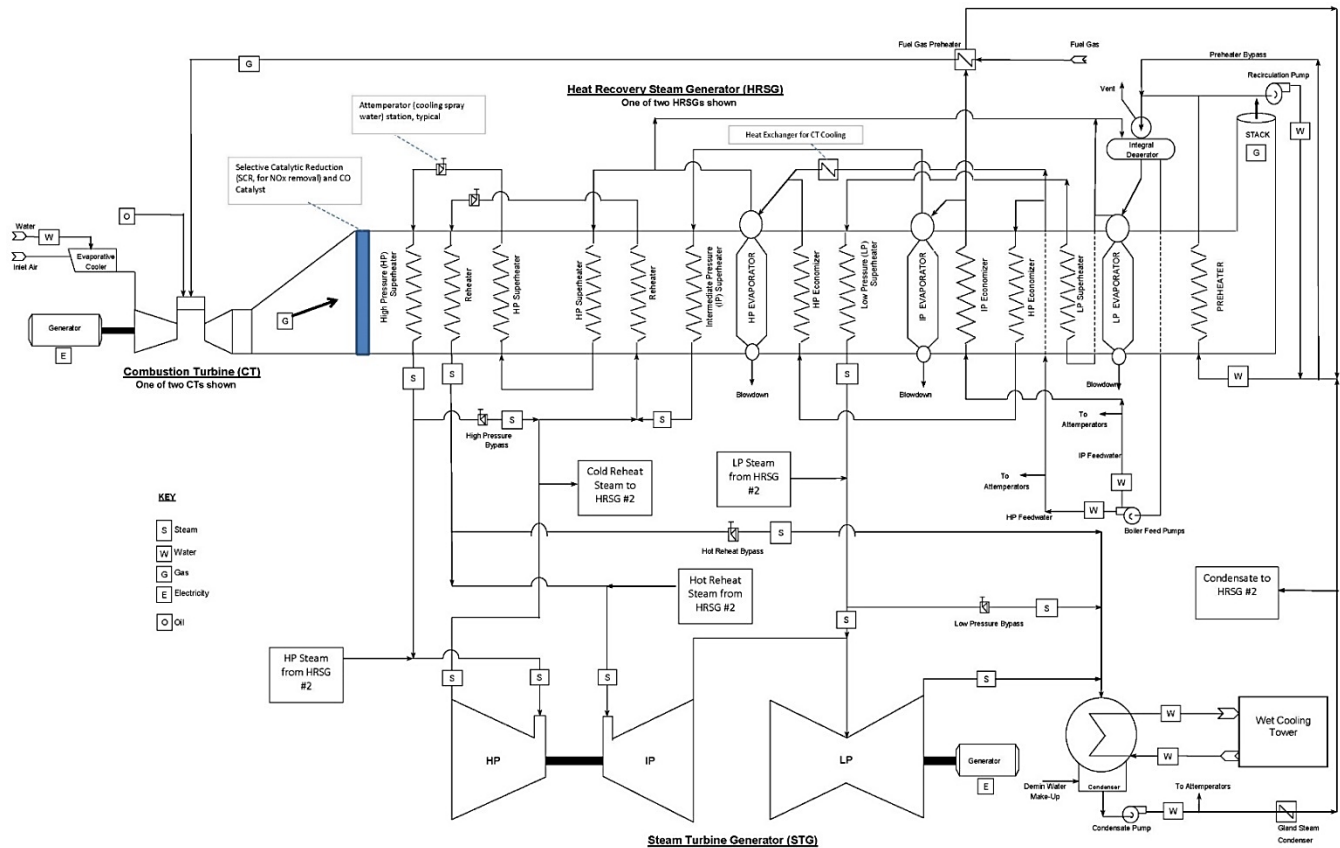 Fuel Gas Preheater
Fuel Gas
Preheater Bypass
Recirculation Pump
G
Heat Recovery Steam Generator (HRSG)
One of two HRSGs shown
Vent
Attemperator (cooling spray
water) station, typical
Heat Exchanger for CT Cooling
Integral
Deaerator
STACK
G
W
Selective Catalytic Reduction
(SCR, for NOx removal) and CO
Catalyst
O
Water
W
Inlet Air
Evaporative
Cooler
G
High Pressure (HP)
Superheater
Reheater
HP Superheater
HP Superheater
Reheater
Intermediate Pressure
(IP) Superheater
HP EVAPORATOR
HP Economizer
Low Pressure (LP)
Superheater
IP EVAPORATOR
IP Economizer
HP Economizer
LP Superheater
LP EVAPORATOR
PREHEATER
Generator
E
Combustion Turbine (CT)
One of two CTs shown
S
S
S
W
Blowdown
Blowdown
Blowdown
High Pressure
Bypass
S
S
To
Attemperators
IP Feedwater
W
To
Attemperators
HP Feedwater
W
Boiler Feed Pumps
Cold Reheat
Steam to
HRSG #2
LP Steam
from HRSG
#2
KEY
S Steam
W Water
G Gas
E Electricity
O Oil
Hot Reheat Bypass
S
Hot Reheat
Steam from
HRSG #2
Condensate to
HRSG #2
S
Low Pressure Bypass
S
HP Steam
from HRSG
#2
S
S
S
S
HP
IP
LP
Generator
E
W
W
Wet Cooling
Tower
Demin Water
Make-Up
Condenser
To Attemperators
Condensate Pump
W
Gland Steam
Condenser
Steam Turbine Generator (STG)